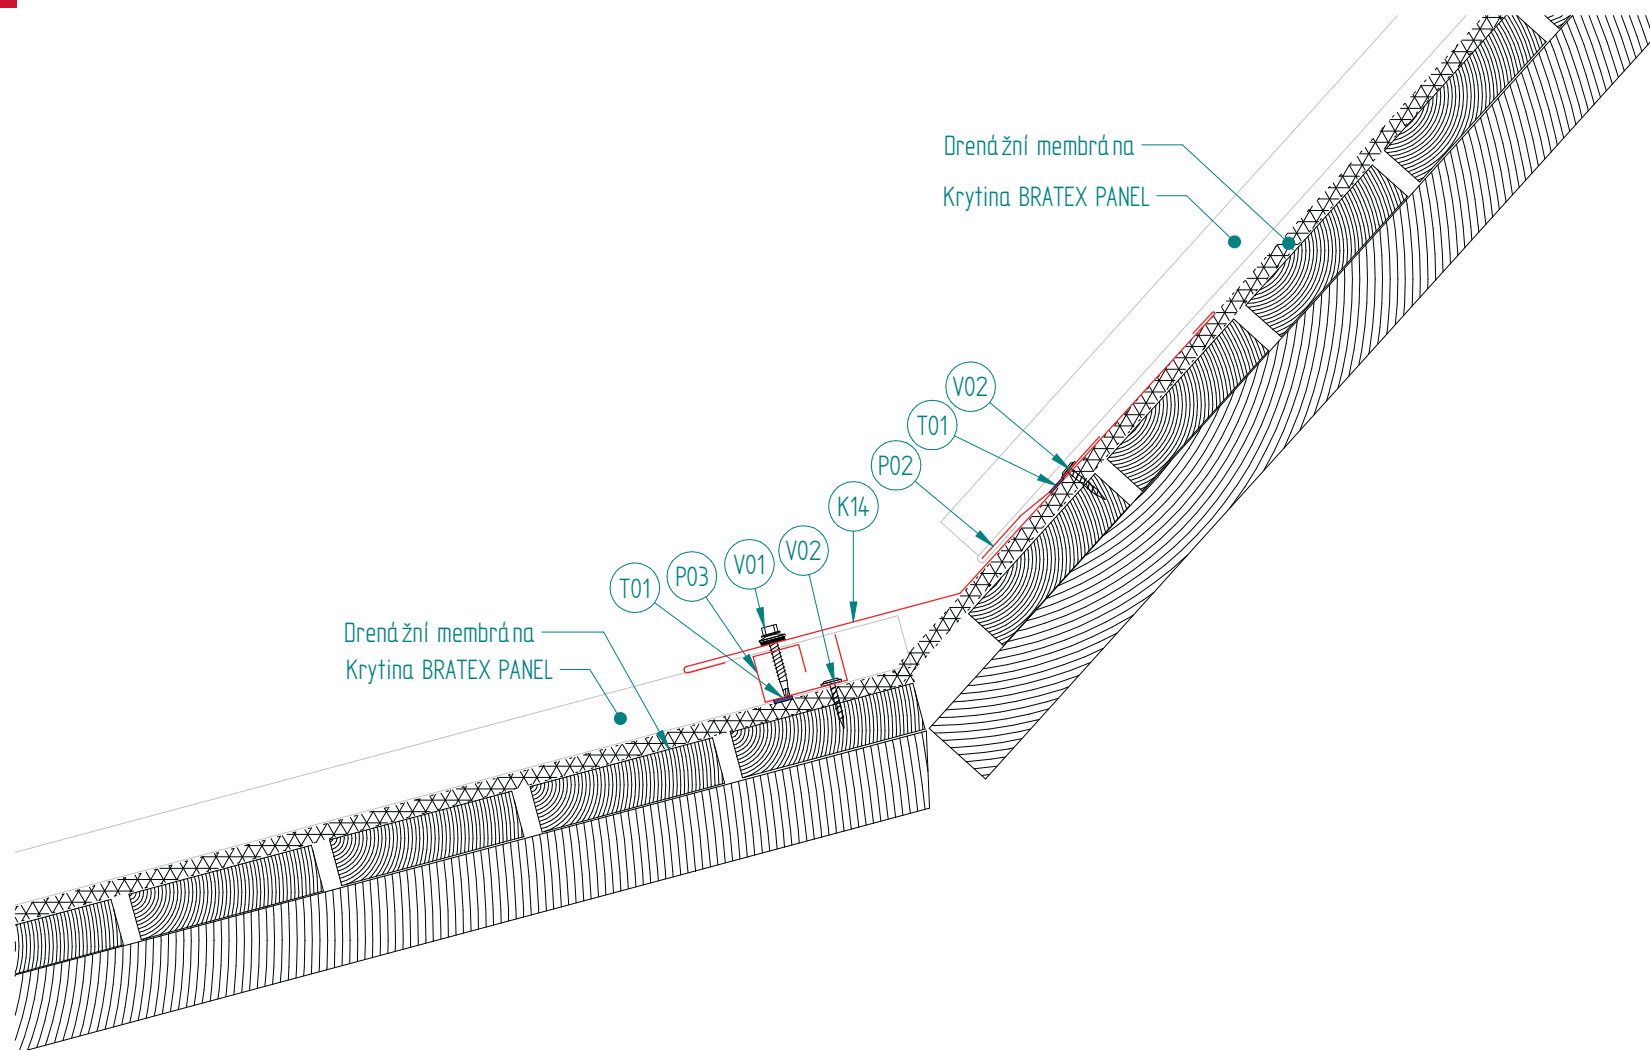 Drenážní membrána
Krytina BRATEX PANEL
V02
T01
P02
K14
V02
V01
P03
T01
Drenážní membrána
Krytina BRATEX PANEL